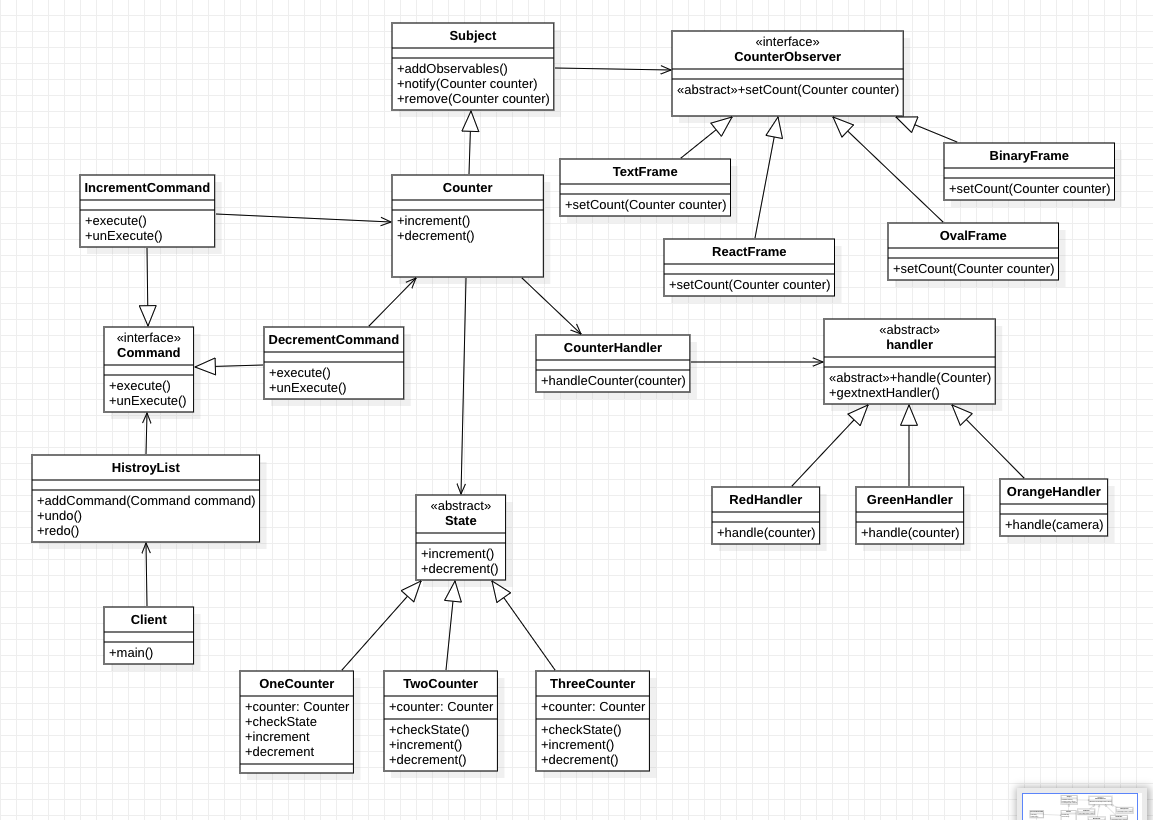 Subject
+addObservables()
+notify(Counter counter)
+remove(Counter counter)
«interface»
CounterObserver
«abstract»+setCount(Counter counter)
TextFrame
+setCount(Counter counter)
BinaryFrame
+setCount(Counter counter)
ReactFrame
+setCount(Counter counter)
OvalFrame
+setCount(Counter counter)
IncrementCommand
+execute()
+unExecute()
Counter
+increment()
+decrement()
«interface»
Command
+execute()
+unExecute()
DecrementCommand
+execute()
+unExecute()
CounterHandler
+handleCounter(counter)
«abstract»
handler
«abstract»+handle(Counter)
+gextnextHandler()
HistroyList
+addCommand(Command command)
+undo()
+redo()
«abstract»
State
+increment()
+decrement()
RedHandler
+handle(counter)
GreenHandler
+handle(counter)
OrangeHandler
+handle(camera)
Client
+main()
OneCounter
+counter: Counter
+checkState
+increment
+decrement
TwoCounter
+counter: Counter
+checkState()
+increment()
+decrement()
ThreeCounter
+counter: Counter
+checkState()
+increment()
+decrement()